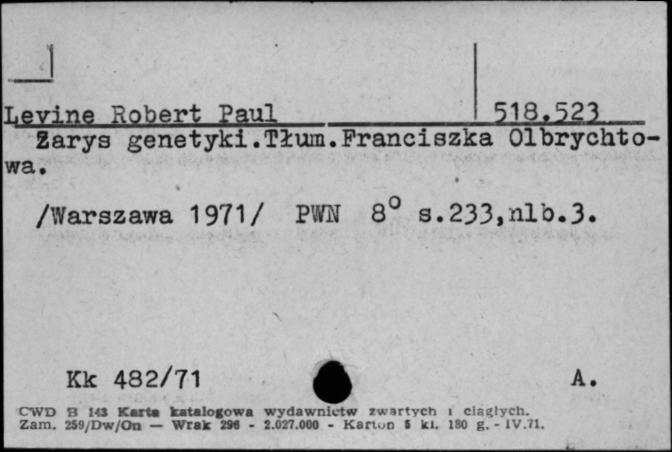 Levine Robert Paul 518.523
Zarys genetyki.Tłum.Franciszka Olbrychto-
wa.
/Warszawa 1971/ PWN 8° s.233,nlb.3.
Kk 482/71 A.
CWD B 143 Karta katalogowa wydawnictw zwartych i ciągłych.
Zam. 259/Dw/On — Wrak 296 - 2.027.000 - Karton 5 kl. 180 g. - IV.71.